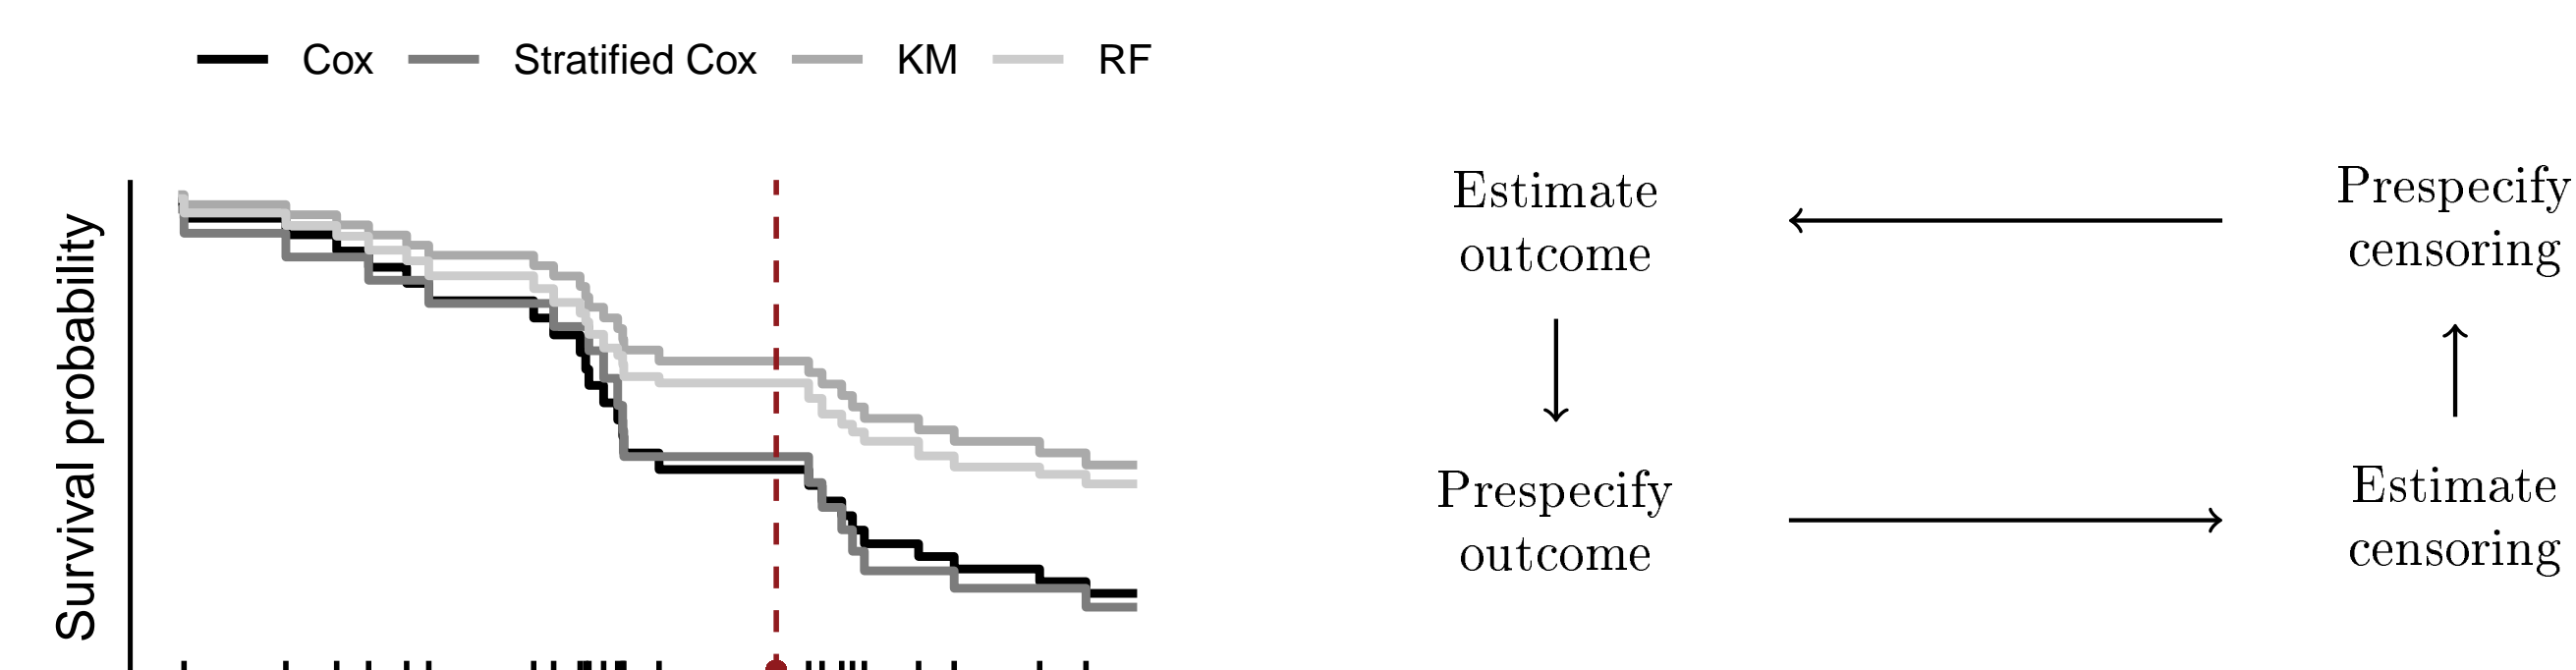 Cox Stratified Cox KM RF
Survival probability
Estimate
outcome
Prespecify
censoring
Prespecify
outcome
Estimate
censoring